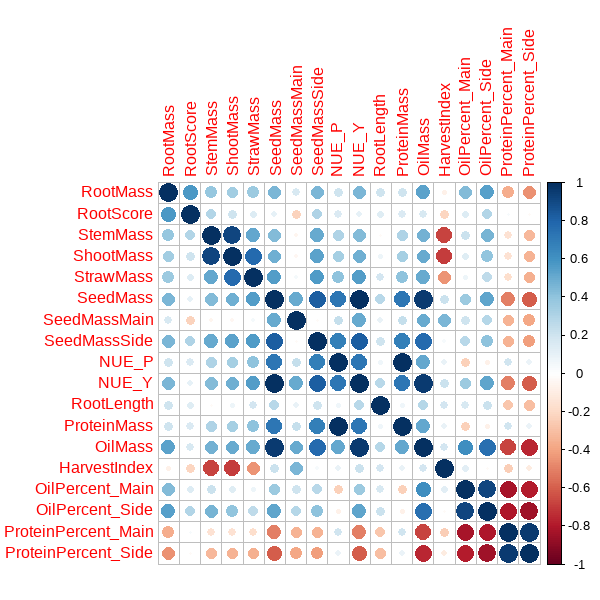 RootMass
RootScore
StemMass
ShootMass
StrawMass
SeedMass
SeedMassMain
SeedMassSide
NUE_P
NUE_Y
RootLength
ProteinMass
OilMass
HarvestIndex
OilPercent_Main
OilPercent_Side
ProteinPercent_Main
ProteinPercent_Side
RootMass
RootScore
StemMass
ShootMass
StrawMass
SeedMass
SeedMassMain
SeedMassSide
NUE_P
NUE_Y
RootLength
ProteinMass
OilMass
HarvestIndex
OilPercent_Main
OilPercent_Side
ProteinPercent_Main
ProteinPercent_Side
1
0.8
0.6
0.4
0.2
0
-0.2
-0.4
-0.6
-0.8
-1